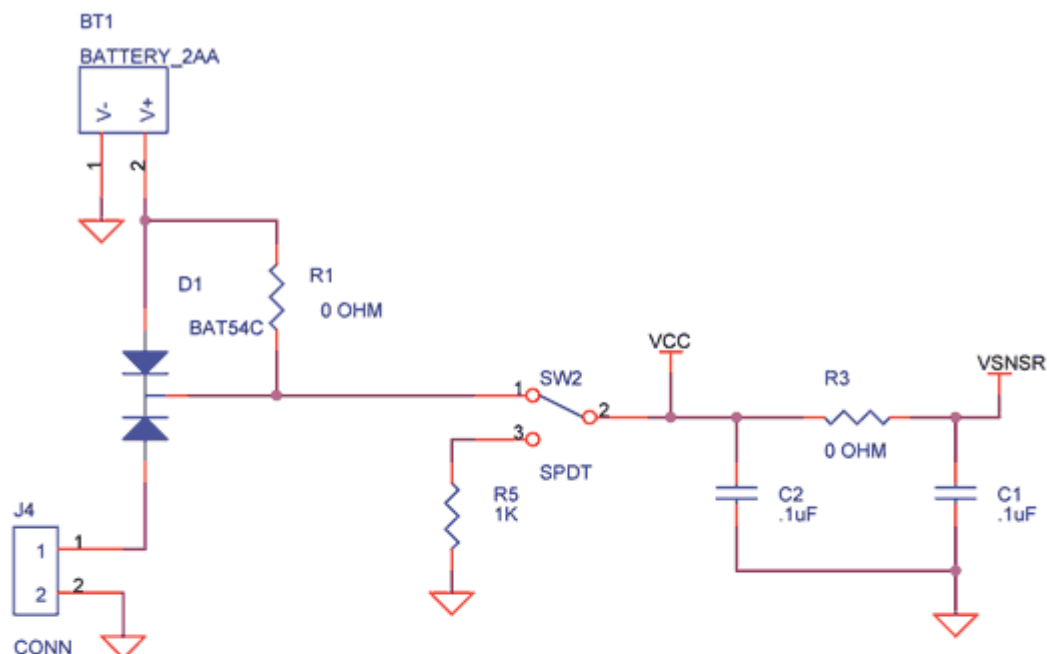 BT1
BATTERY_2AA
V-
V+
1
2
D1
R1
0 OHM
BAT54C
VCC
VSNSR
1
SW2
2
R3
3
SPDT
0 OHM
R5
1K
C2
.1uF
C1
.1uF
J4
1
1
2
2
CONN